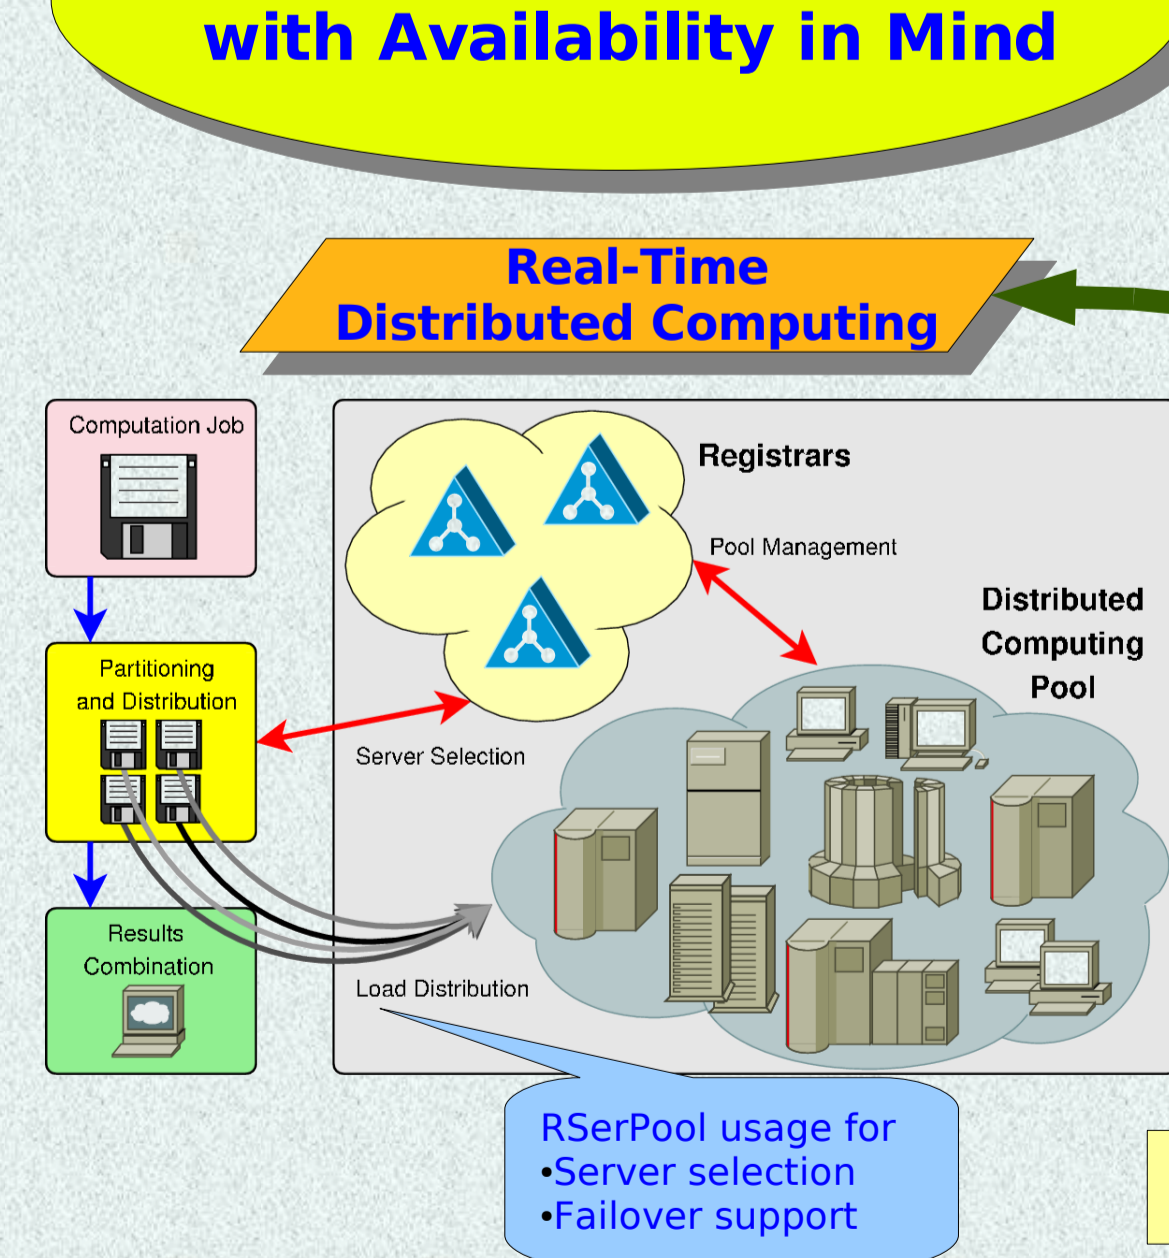 with Availability in Mind
Real-Time
Distributed Computing
Computation Job
Partitioning
and Distribution
Results
Combination
Registrars
Pool Management
Distributed
Computing
Pool
Server Selection
Load Distribution
RSerPool usage for
•Server selection
•Failover support